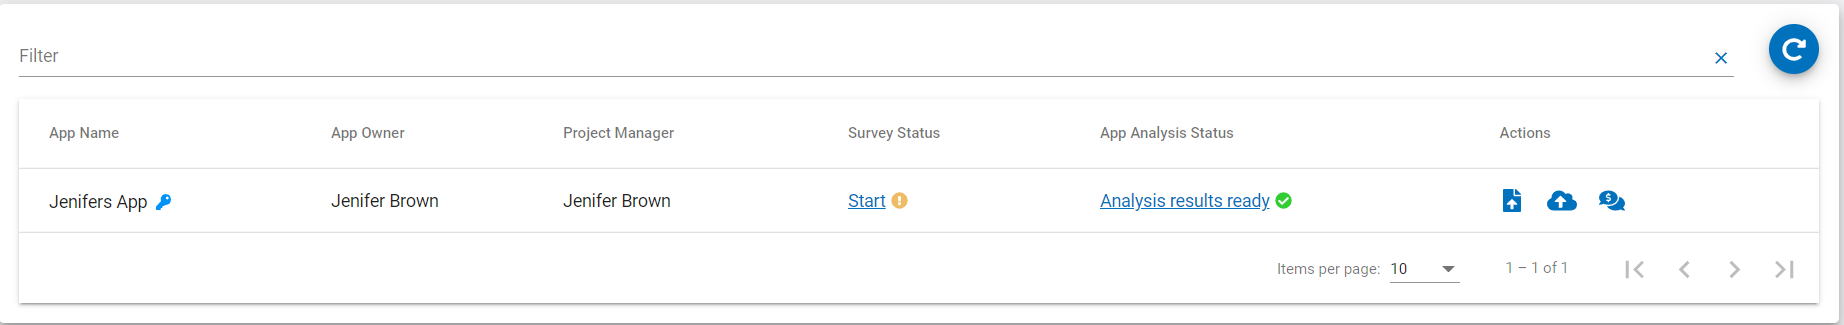 Filter
App Name App Owner Project Manager Survey Status App Analysis Status Actions
Jenifers App Jenifer Brown Jenifer Brown Start Analysis results ready
Items per page: 10 1 – 1 of 1